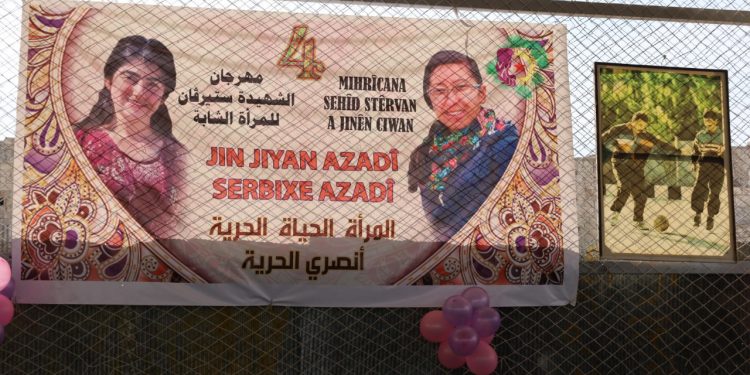 4
مهرجان
الشهيدة ستيرڤان
للمرأة الشابة
MIHRÎCANA
ŞEHÎD STÊRVAN
A JINÊN CIWAN
JIN JIYAN AZADÎ
SERBIXE AZADÎ
المرأة الحياة الحرية
أنصري الحرية